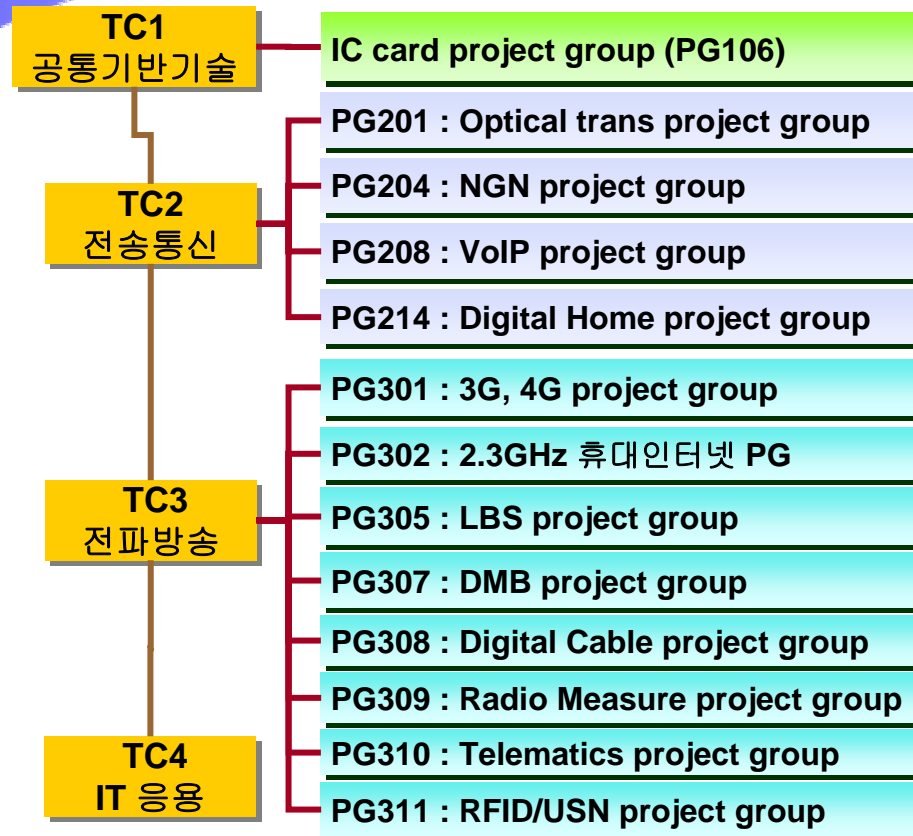 TC1
공통기반기술
IC card project group (PG106)
TC2
전송통신
PG201 : Optical trans project group
PG204 : NGN project group
PG208 : VoIP project group
PG214 : Digital Home project group
TC3
전파방송
PG301 : 3G, 4G project group
PG302 : 2.3GHz 휴대인터넷 PG
PG305 : LBS project group
PG307 : DMB project group
PG308 : Digital Cable project group
PG309 : Radio Measure project group
PG310 : Telematics project group
PG311 : RFID/USN project group
TC4
IT 응용